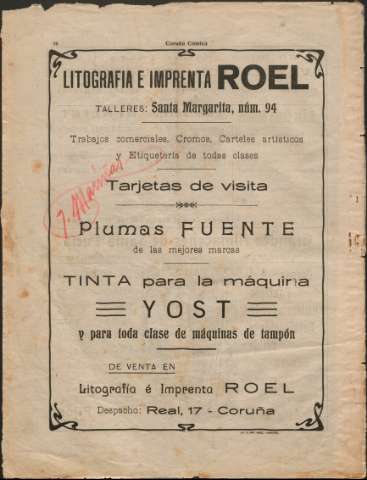 Coruña Cómica
LITOGRAFIA E IMPRENTA ROEL
TALLERES: Santa Margarita, núm. 94
Trabajos comerciales, Cromos, Carteles artísticos
y Etiquetería de todas clases
Tarjetas de visita
Plumas FUENTE
de las mejores marcas
TINTA para la máquina
YOST
y para toda clase de máquinas de tampón
DE VENTA EN
Litografía é Imprenta ROEL
Despacho: Real, 17 - Coruña